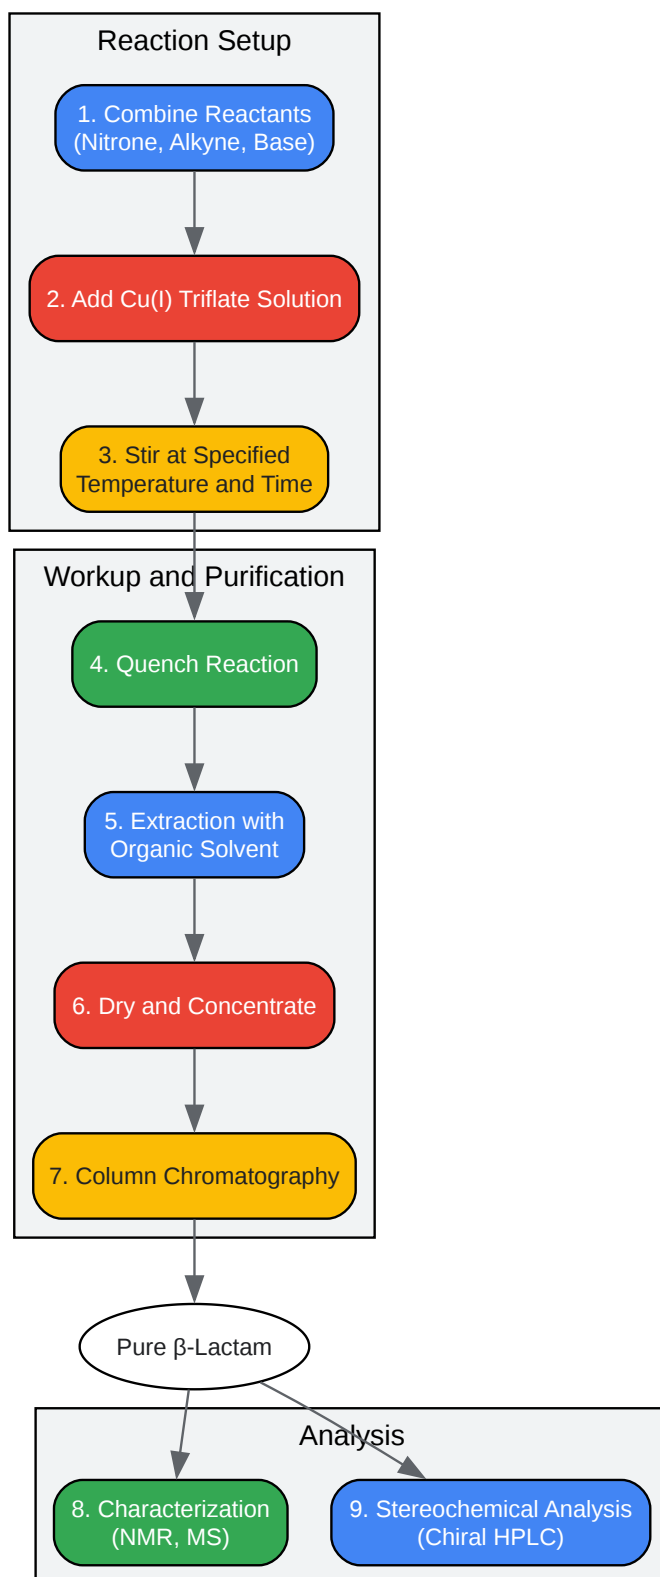 Reaction Setup
1. Combine Reactants
(Nitrone, Alkyne, Base)
2. Add Cu(I) Triflate Solution
3. Stir at Specified
Temperature and Time
Workup and Purification
4. Quench Reaction
5. Extraction with
Organic Solvent
6. Dry and Concentrate
7. Column Chromatography
Pure β-Lactam
Analysis
8. Characterization
(NMR, MS)
9. Stereochemical Analysis
(Chiral HPLC)